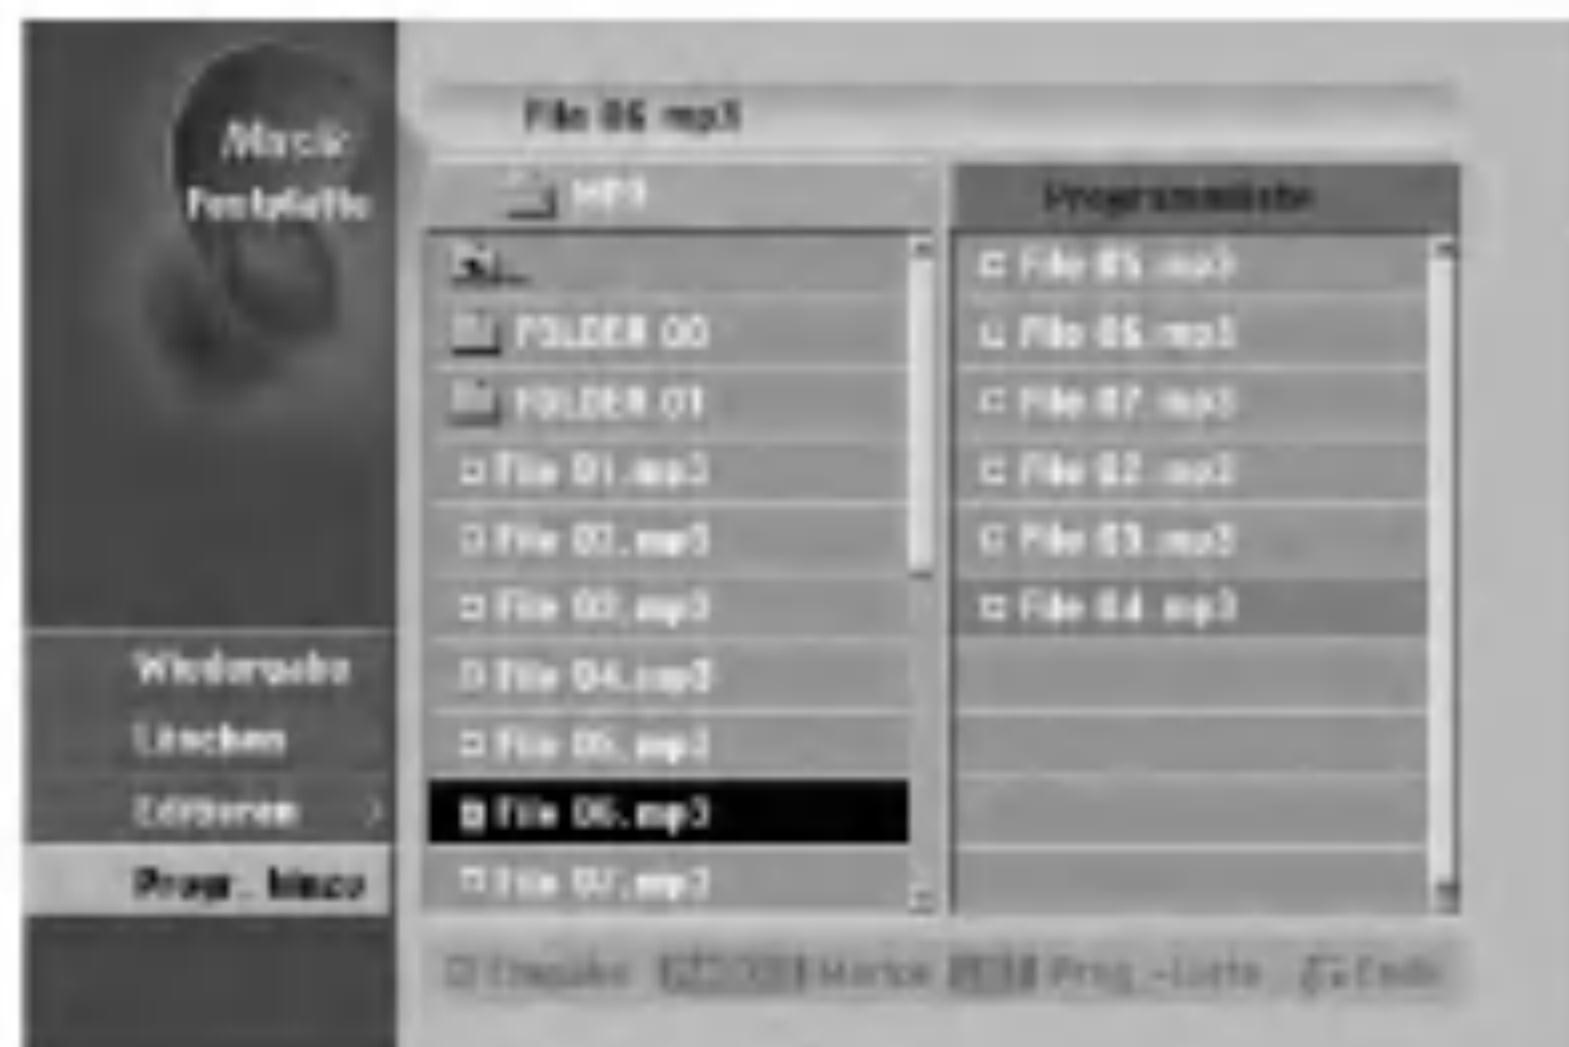 Musik
Festplatte
Wiedergabe
Löschen
Editieren
Progr. hinzu
File 06.mp3
MP3
..
FOLDER 00
FOLDER 01
File 01.mp3
File 02.mp3
File 03.mp3
File 04.mp3
File 05.mp3
File 06.mp3
File 07.mp3
Programmliste
File 05.mp3
File 06.mp3
File 07.mp3
File 02.mp3
File 03.mp3
File 04.mp3
Marke
Prog.-Liste
Ende